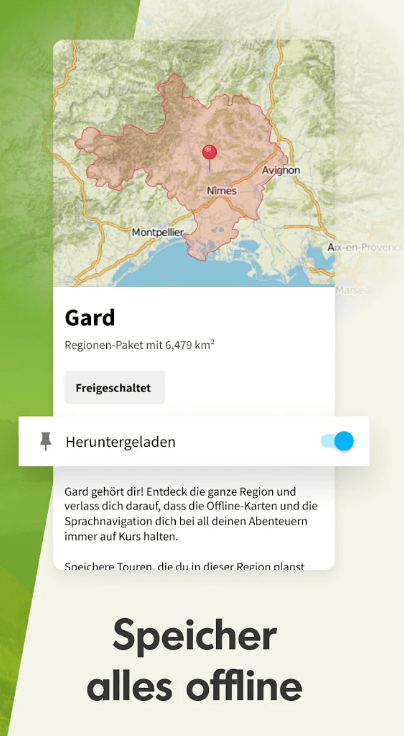 Avignon
Nîmes
Montpellier
Aix-en-Provence
Marseille
Gard
Regionen-Paket mit 6,479 km²
Freigeschaltet
Heruntergeladen
Gard gehört dir! Entdeck die ganze Region und
verlass dich darauf, dass die Offline-Karten und die
Sprachnavigation dich bei all deinen Abenteuern
immer auf Kurs halten.
Speichere Touren, die du in dieser Region planst
Speicher
alles offline